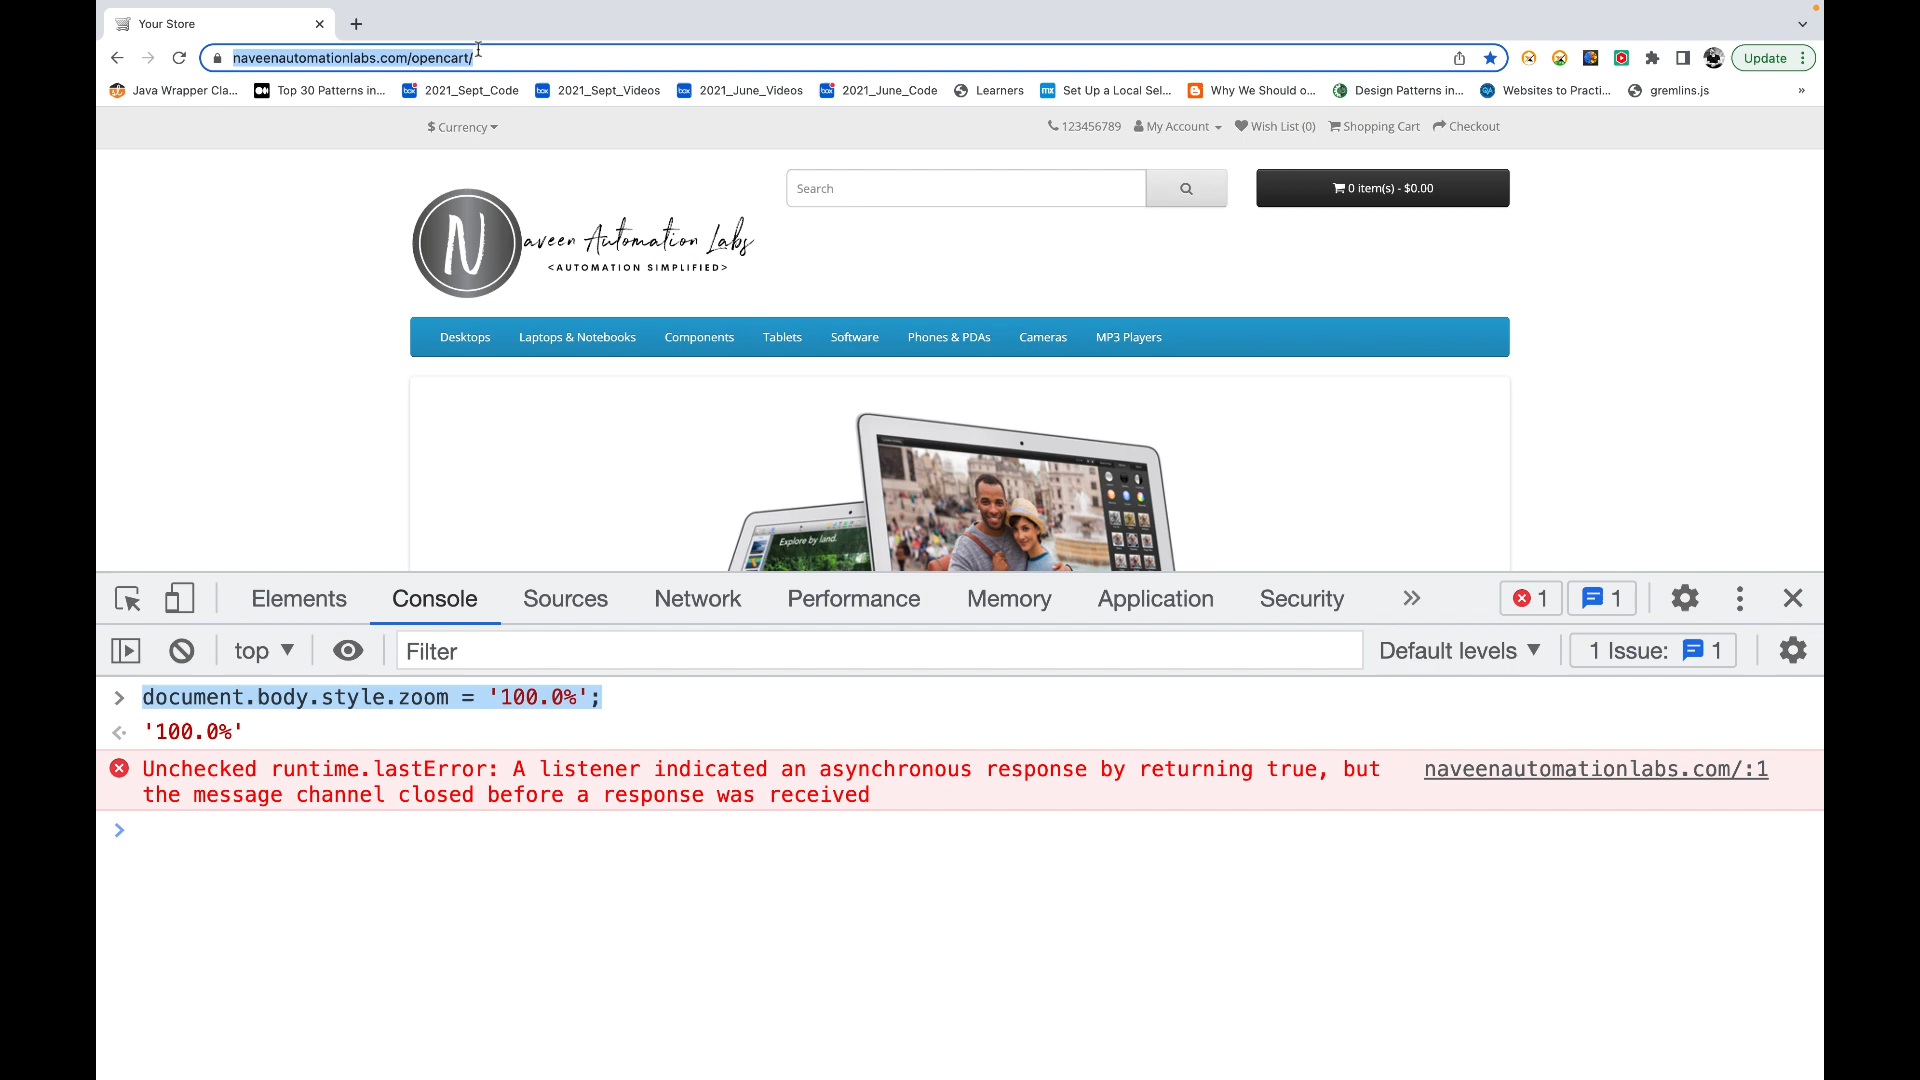 Your Store
naveenautomationlabs.com/opencart/
Update
Java Wrapper Cla...
Top 30 Patterns in...
2021_Sept_Code
2021_Sept_Videos
2021_June_Videos
2021_June_Code
Learners
Set Up a Local Sel...
Why We Should o...
Design Patterns in...
Websites to Practi...
gremlins.js
»
$ Currency
123456789
My Account
Wish List (0)
Shopping Cart
Checkout
Search
0 item(s) - $0.00
N
aveen Automation Labs
<AUTOMATION SIMPLIFIED>
Desktops
Laptops & Notebooks
Components
Tablets
Software
Phones & PDAs
Cameras
MP3 Players
Explore by land.
Elements
Console
Sources
Network
Performance
Memory
Application
Security
1
1
top
Filter
Default levels
1 Issue:
1
> document.body.style.zoom = '100.0%';
'100.0%'
Unchecked runtime.lastError: A listener indicated an asynchronous response by returning true, but
naveenautomationlabs.com/:1
the message channel closed before a response was received
>